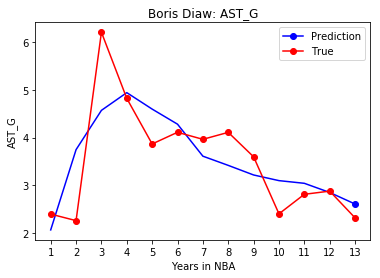 Boris Diaw: AST_G
Prediction
True
AST_G
6
5
4
3
2
1 2 3 4 5 6 7 8 9 10 11 12 13
Years in NBA